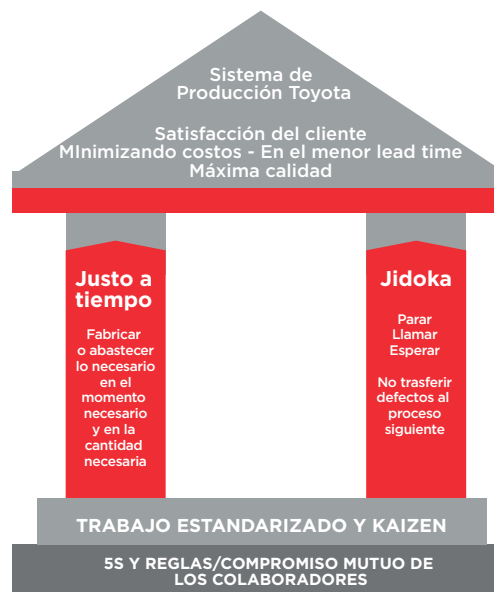 Sistema de
Producción Toyota
Satisfacción del cliente
MInimizando costos - En el menor lead time
Máxima calidad
Justo a
tiempo
Fabricar
o abastecer
lo necesario
en el
momento
necesario
y en la
cantidad
necesaria
Jidoka
Parar
Llamar
Esperar
No trasferir
defectos al
proceso
siguiente
TRABAJO ESTANDARIZADO Y KAIZEN
5S Y REGLAS/COMPROMISO MUTUO DE
LOS COLABORADORES